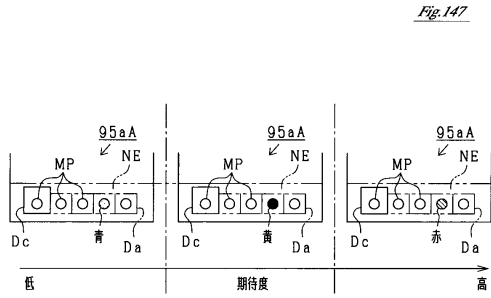 Fig.147
95aA 95aA 95aA
MP NE MP NE MP NE
Dc 青 Da Dc 黄 Da Dc 赤 Da
低 期待度 高